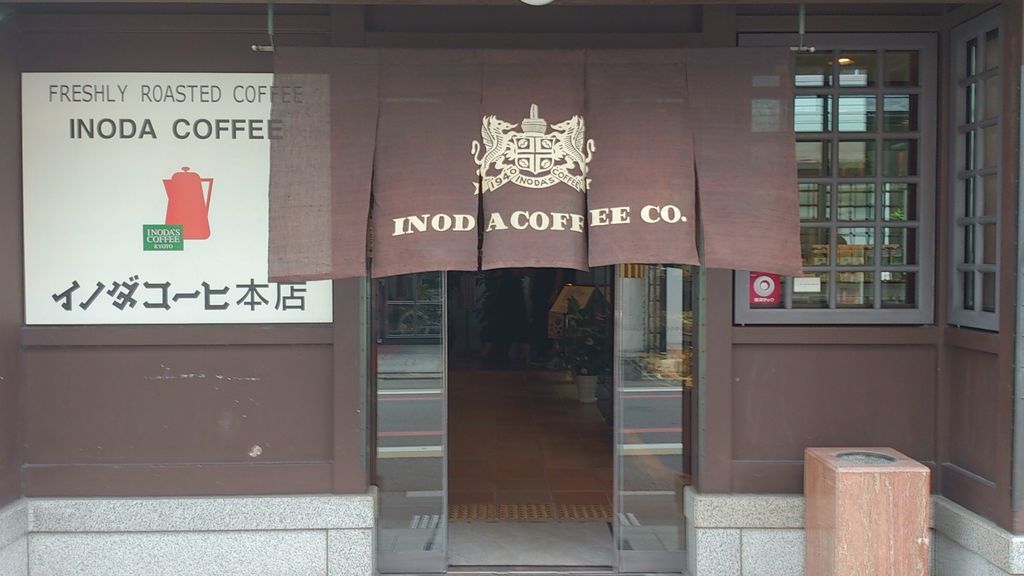 FRESHLY ROASTED COFFEE
INODA COFFEE
INODA'S
COFFEE
KYOTO
イノダコーヒ本店
1940 INODA'S COFFEE
INODA COFFEE CO.